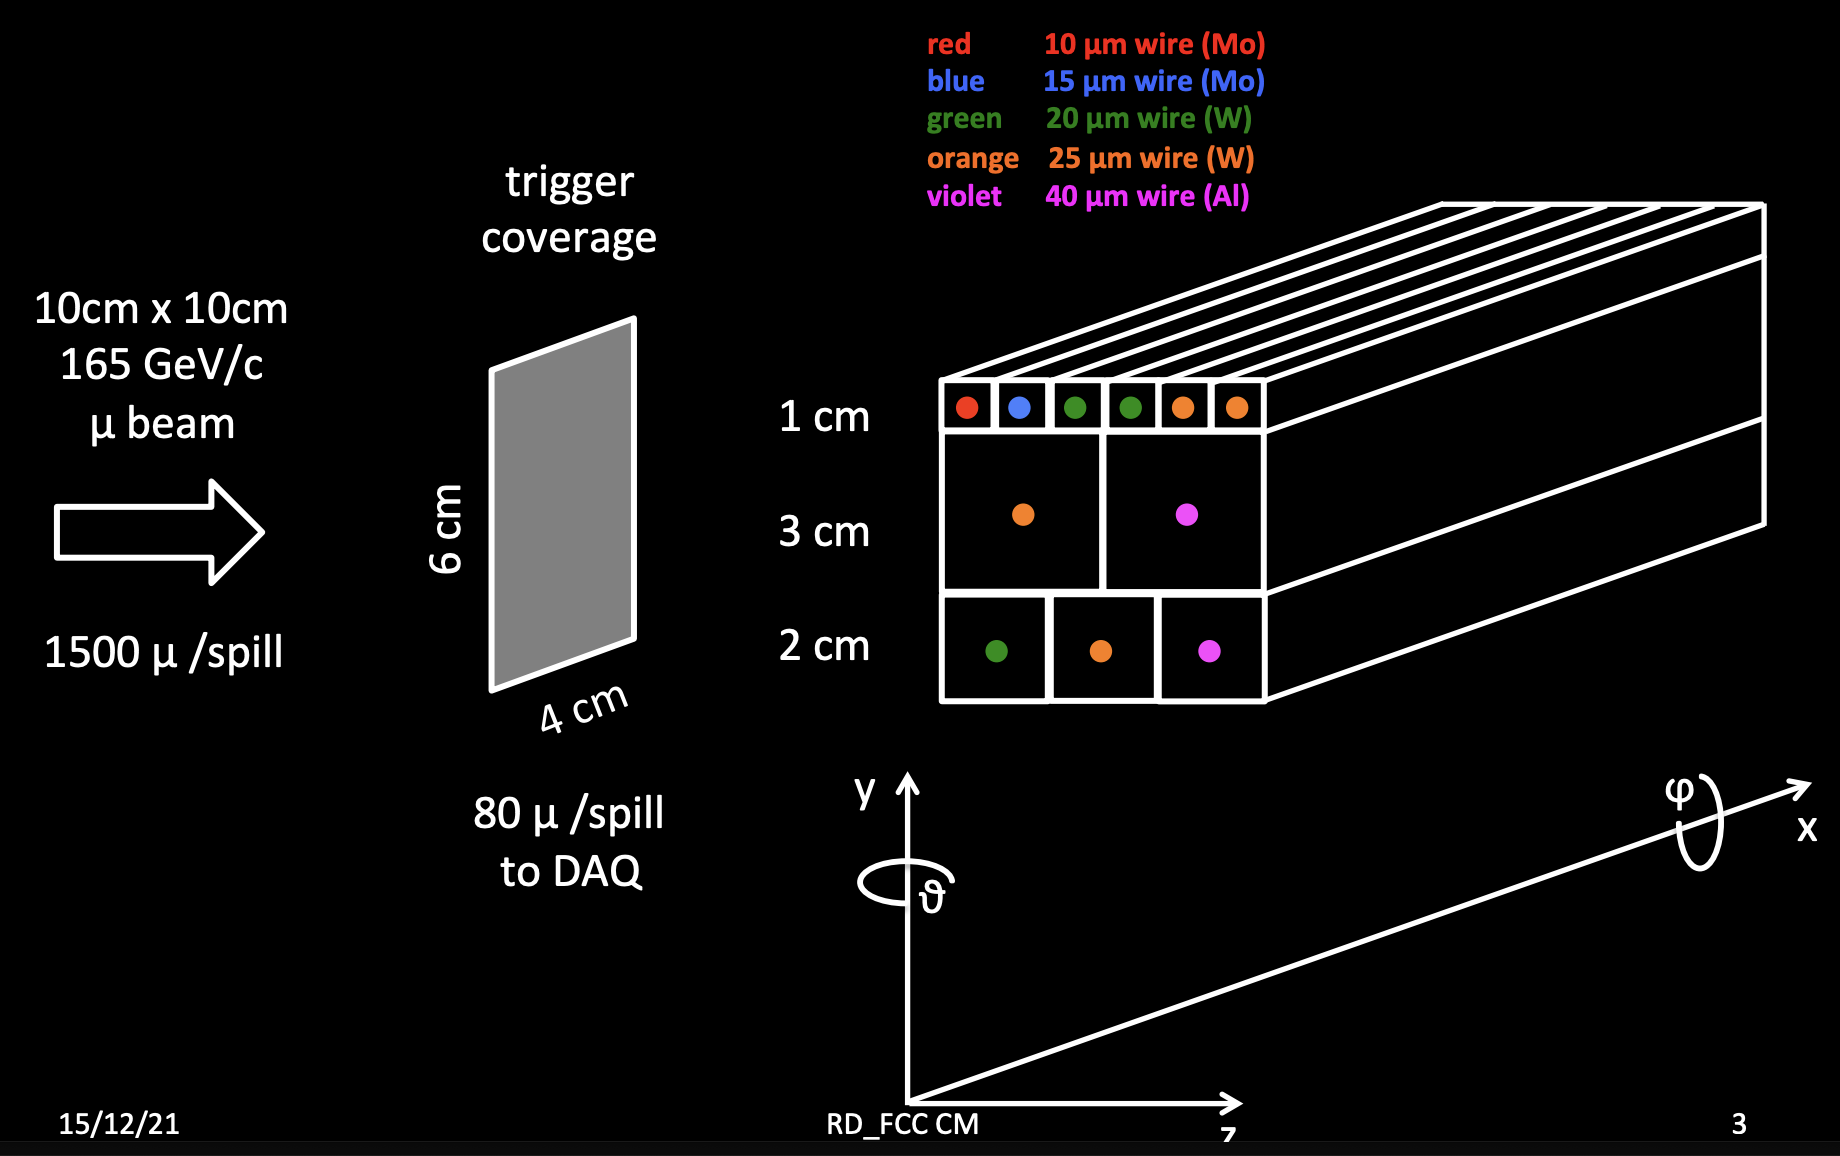 red 10 μm wire (Mo)
blue 15 μm wire (Mo)
green 20 μm wire (W)
orange 25 μm wire (W)
violet 40 μm wire (Al)
trigger
coverage
10cm x 10cm
165 GeV/c
μ beam
1500 μ /spill
6 cm
4 cm
80 μ /spill
to DAQ
1 cm
3 cm
2 cm
y
ϑ
φ
x
z
15/12/21
RD_FCC CM
3